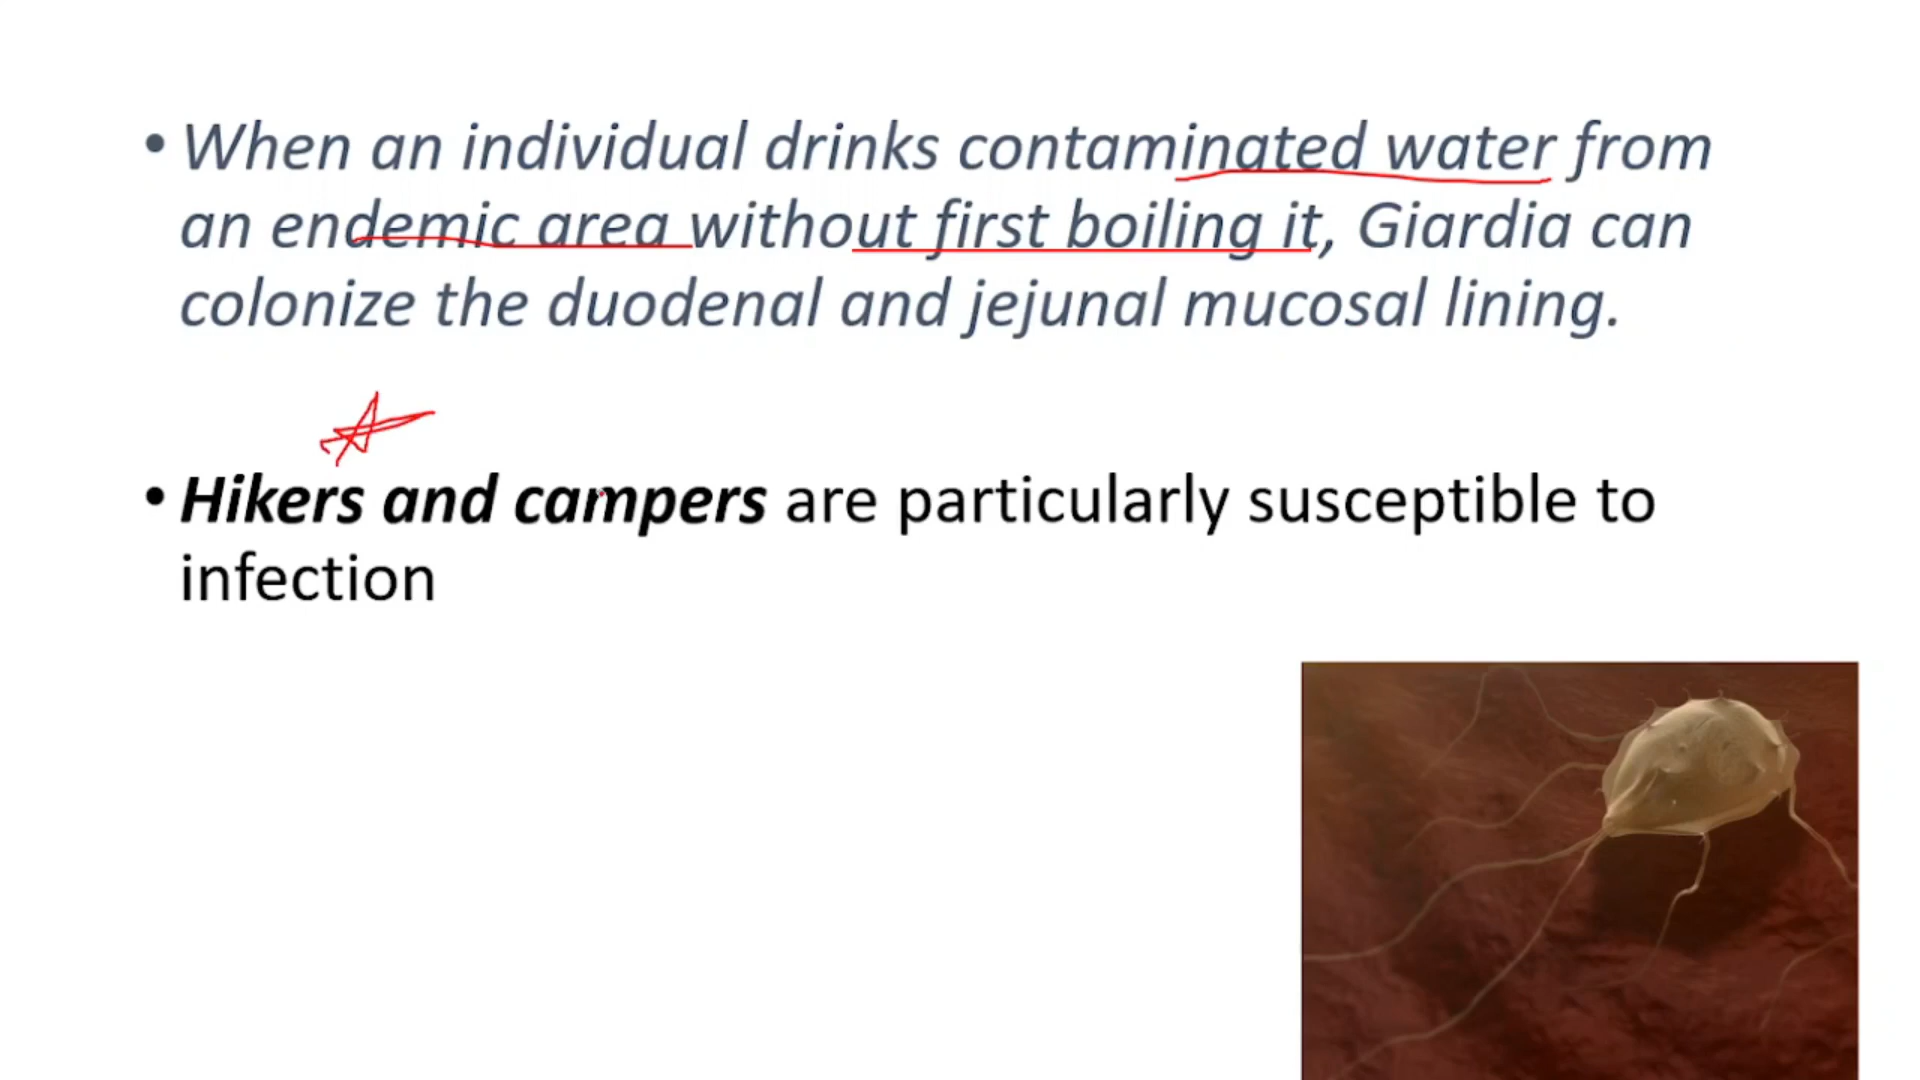 • When an individual drinks contaminated water from
an endemic area without first boiling it, Giardia can
colonize the duodenal and jejunal mucosal lining.
• Hikers and campers are particularly susceptible to
infection